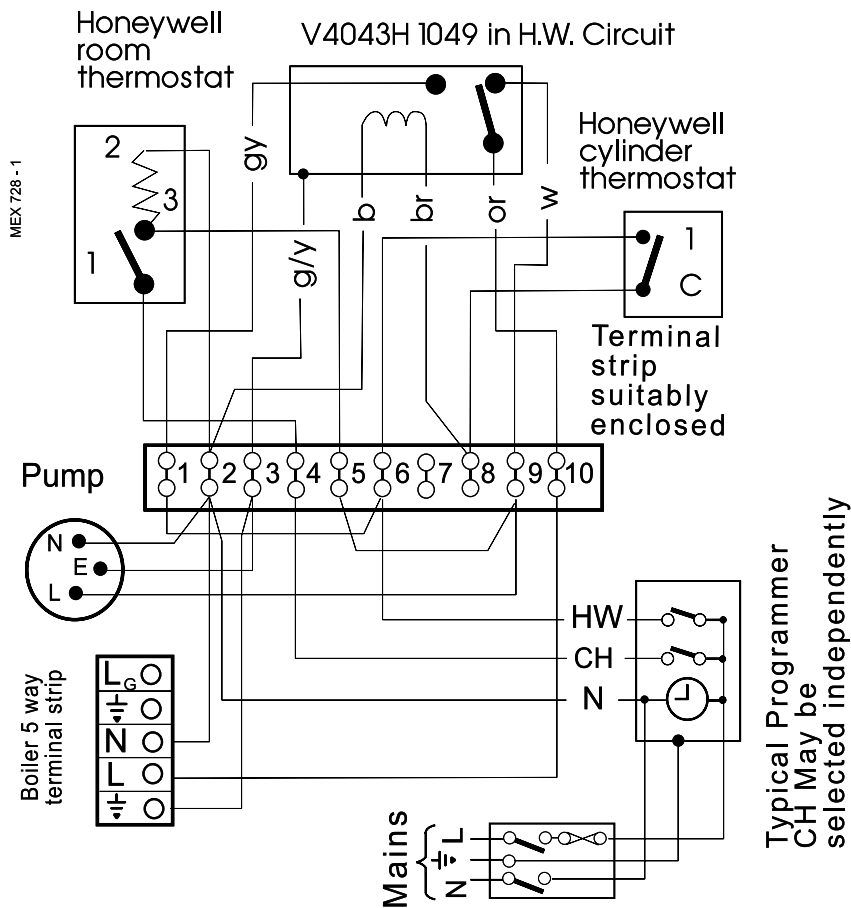 Honeywell
room
thermostat
V4043H 1049 in H.W. Circuit
Honeywell
cylinder
thermostat
MEX 728 - 1
2
3
1
gy
g/y
b
br
or
w
1
C
Terminal
strip
suitably
enclosed
1 2 3 4 5 6 7 8 9 10
Pump
N
E
L
HW
CH
N
Typical Programmer
CH May be
selected independently
Boiler 5 way
terminal strip
LG
N
L
Mains
L
N